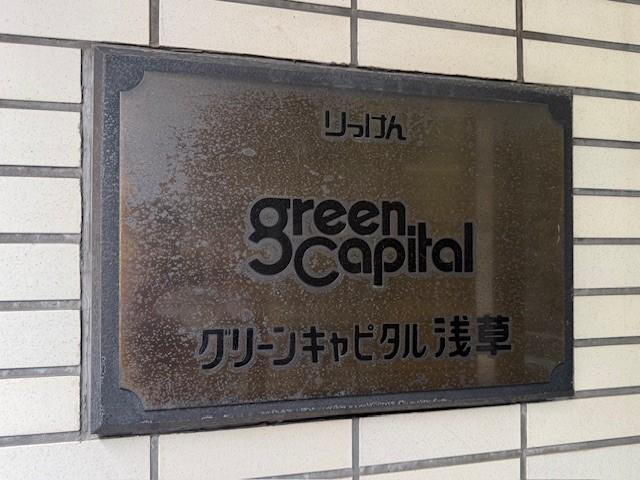 りっけん
green
capital
グリーンキャピタル浅草